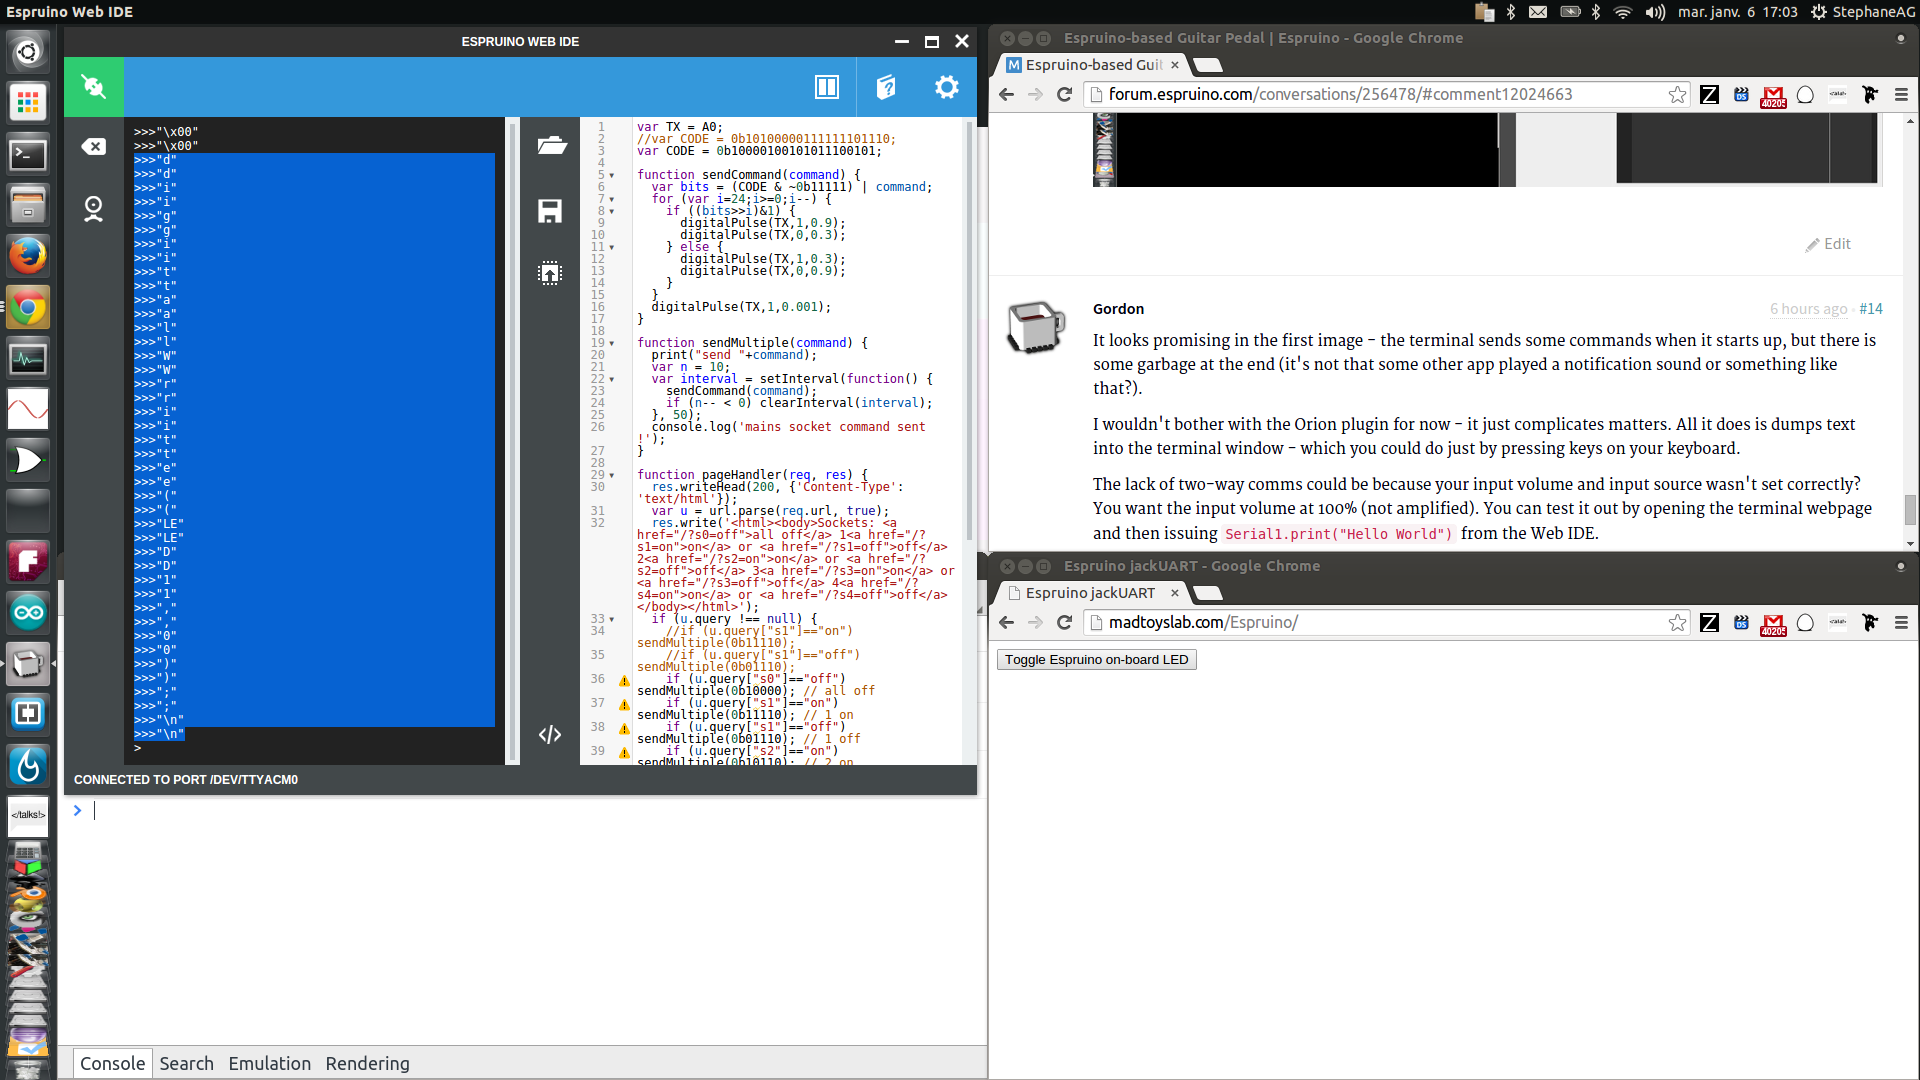 Espruino Web IDE
mar. janv. 6 17:03
StephaneAG
ESPRUINO WEB IDE
>>>"\x00"
>>>"\x00"
>>>"d"
>>>"d"
>>>"i"
>>>"i"
>>>"g"
>>>"g"
>>>"i"
>>>"i"
>>>"t"
>>>"t"
>>>"a"
>>>"a"
>>>"l"
>>>"l"
>>>"W"
>>>"W"
>>>"r"
>>>"r"
>>>"i"
>>>"i"
>>>"t"
>>>"t"
>>>"e"
>>>"e"
>>>"("
>>>"("
>>>"LE"
>>>"LE"
>>>"D"
>>>"D"
>>>"1"
>>>"1"
>>>","
>>>","
>>>"0"
>>>"0"
>>>")"
>>>")"
>>>";"
>>>";"
>>>"\n"
>>>"\n"
>
1 var TX = A0;
2 //var CODE = 0b10100000111111101110;
3 var CODE = 0b10000100101011100101;
4
5 function sendCommand(command) {
6 var bits = (CODE & ~0b11111) | command;
7 for (var i=24;i>=0;i--) {
8 if ((bits>>i)&1) {
9 digitalPulse(TX,1,0.9);
10 digitalPulse(TX,0,0.3);
11 } else {
12 digitalPulse(TX,1,0.3);
13 digitalPulse(TX,0,0.9);
14 }
15 }
16 digitalPulse(TX,1,0.001);
17 }
18
19 function sendMultiple(command) {
20 print("send "+command);
21 var n = 10;
22 var interval = setInterval(function() {
23 sendCommand(command);
24 if (n-- < 0) clearInterval(interval);
25 }, 50);
26 console.log('mains socket command sent
!');
27 }
28
29 function pageHandler(req, res) {
30 res.writeHead(200, {'Content-Type':
'text/html'});
31 var u = url.parse(req.url, true);
32 res.write('<html><body>Sockets: <a
href="/?s0=off">all off</a> 1<a href="/?
s1=on">on</a> or <a href="/?s1=off">off</a>
2<a href="/?s2=on">on</a> or <a href="/?
s2=off">off</a> 3<a href="/?s3=on">on</a> or
<a href="/?s3=off">off</a> 4<a href="/?
s4=on">on</a> or <a href="/?s4=off">off</a>
</body></html>');
33 if (u.query !== null) {
34 //if (u.query["s1"]=="on")
sendMultiple(0b11110);
35 //if (u.query["s1"]=="off")
sendMultiple(0b01110);
36 if (u.query["s0"]=="off")
sendMultiple(0b10000); // all off
37 if (u.query["s1"]=="on")
sendMultiple(0b11110); // 1 on
38 if (u.query["s1"]=="off")
sendMultiple(0b01110); // 1 off
39 if (u.query["s2"]=="on")
sendMultiple(0b10110); // 2 on
CONNECTED TO PORT /DEV/TTYACM0
>
Console Search Emulation Rendering
</talks!>
Espruino-based Guitar Pedal | Espruino - Google Chrome
Espruino-based Guit
forum.espruino.com/conversations/256478/#comment12024663
40205
Edit
Gordon
6 hours ago · #14
It looks promising in the first image - the terminal sends some commands when it starts up, but there is
some garbage at the end (it's not that some other app played a notification sound or something like
that?).
I wouldn't bother with the Orion plugin for now - it just complicates matters. All it does is dumps text
into the terminal window - which you could do just by pressing keys on your keyboard.
The lack of two-way comms could be because your input volume and input source wasn't set correctly?
You want the input volume at 100% (not amplified). You can test it out by opening the terminal webpage
and then issuing Serial1.print("Hello World") from the Web IDE.
Espruino jackUART - Google Chrome
Espruino jackUART
madtoyslab.com/Espruino/
40205
Toggle Espruino on-board LED